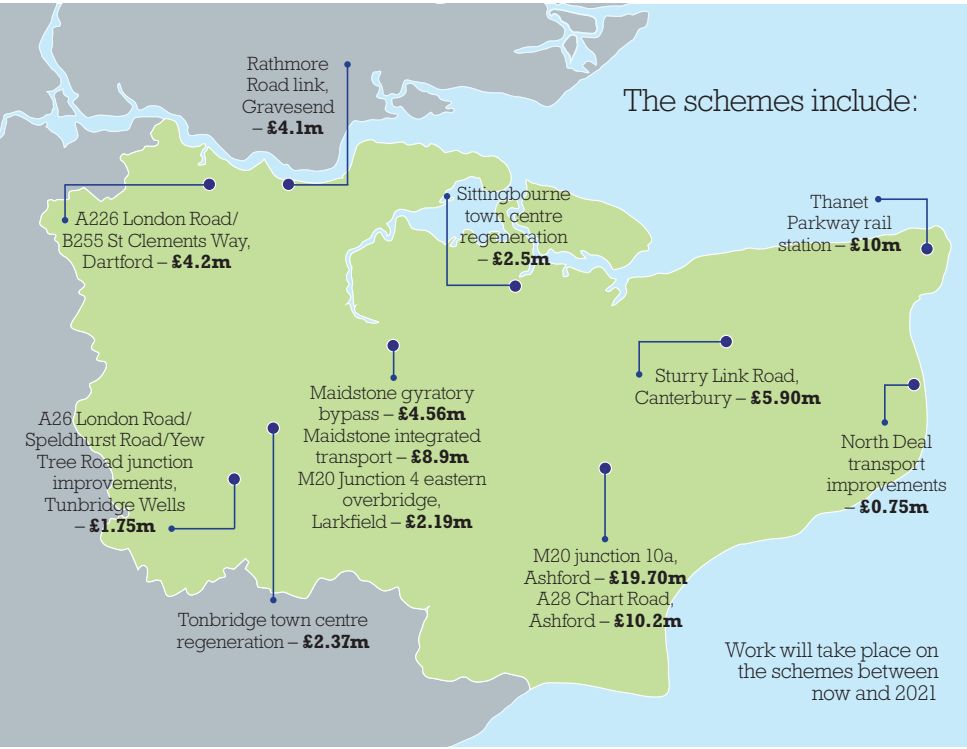 The schemes include:
Rathmore
Road link,
Gravesend
– £4.1m
A226 London Road/
B255 St Clements Way,
Dartford – £4.2m
Sittingbourne
town centre
regeneration
– £2.5m
Thanet
Parkway rail
station – £10m
Maidstone gyratory
bypass – £4.56m
Maidstone integrated
transport – £8.9m
M20 Junction 4 eastern
overbridge,
Larkfield – £2.19m
Sturry Link Road,
Canterbury – £5.90m
A26 London Road/
Speldhurst Road/Yew
Tree Road junction
improvements,
Tunbridge Wells
– £1.75m
North Deal
transport
improvements
– £0.75m
M20 junction 10a,
Ashford – £19.70m
A28 Chart Road,
Ashford – £10.2m
Tonbridge town centre
regeneration – £2.37m
Work will take place on
the schemes between
now and 2021